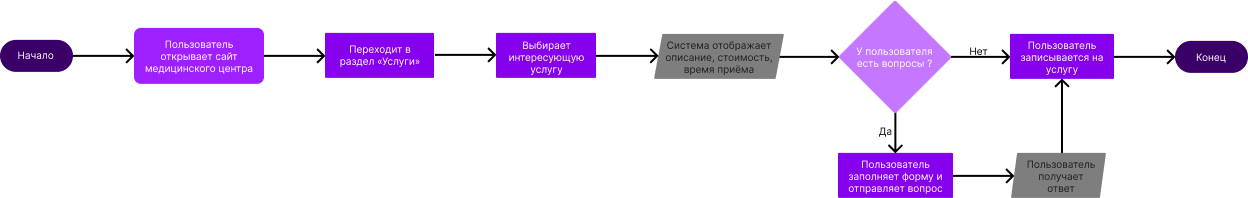 Начало
Пользователь
открывает сайт
медицинского центра
Переходит в
раздел «Услуги»
Выбирает
интересующую
услугу
Система отображает
описание, стоимость,
время приёма
У пользователя
есть вопросы ?
Нет
Пользователь
записывается на
услугу
Конец
Да
Пользователь
заполняет форму и
отправляет вопрос
Пользователь
получает
ответ